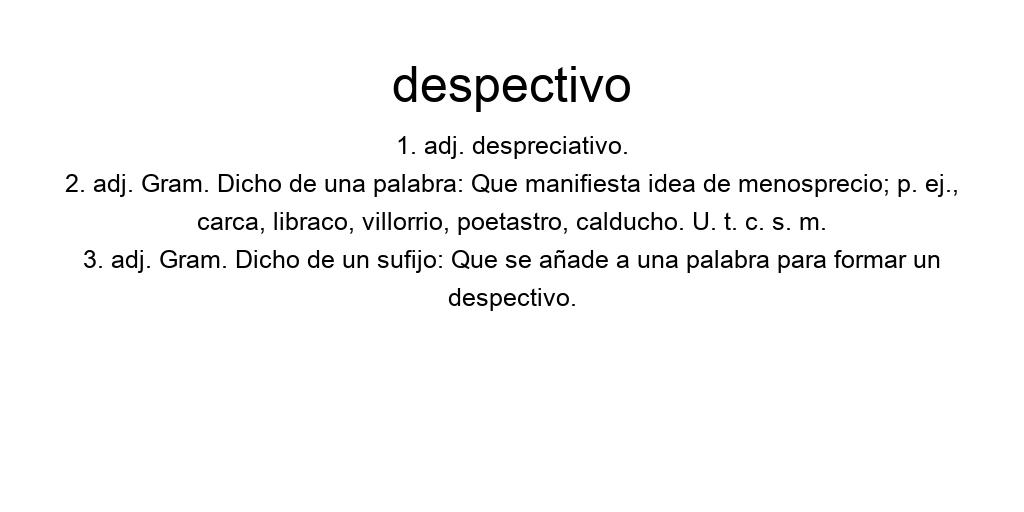 despectivo
1. adj. despreciativo.
2. adj. Gram. Dicho de una palabra: Que manifiesta idea de menosprecio; p. ej.,
carca, libraco, villorrio, poetastro, calducho. U. t. c. s. m.
3. adj. Gram. Dicho de un sufijo: Que se añade a una palabra para formar un
despectivo.